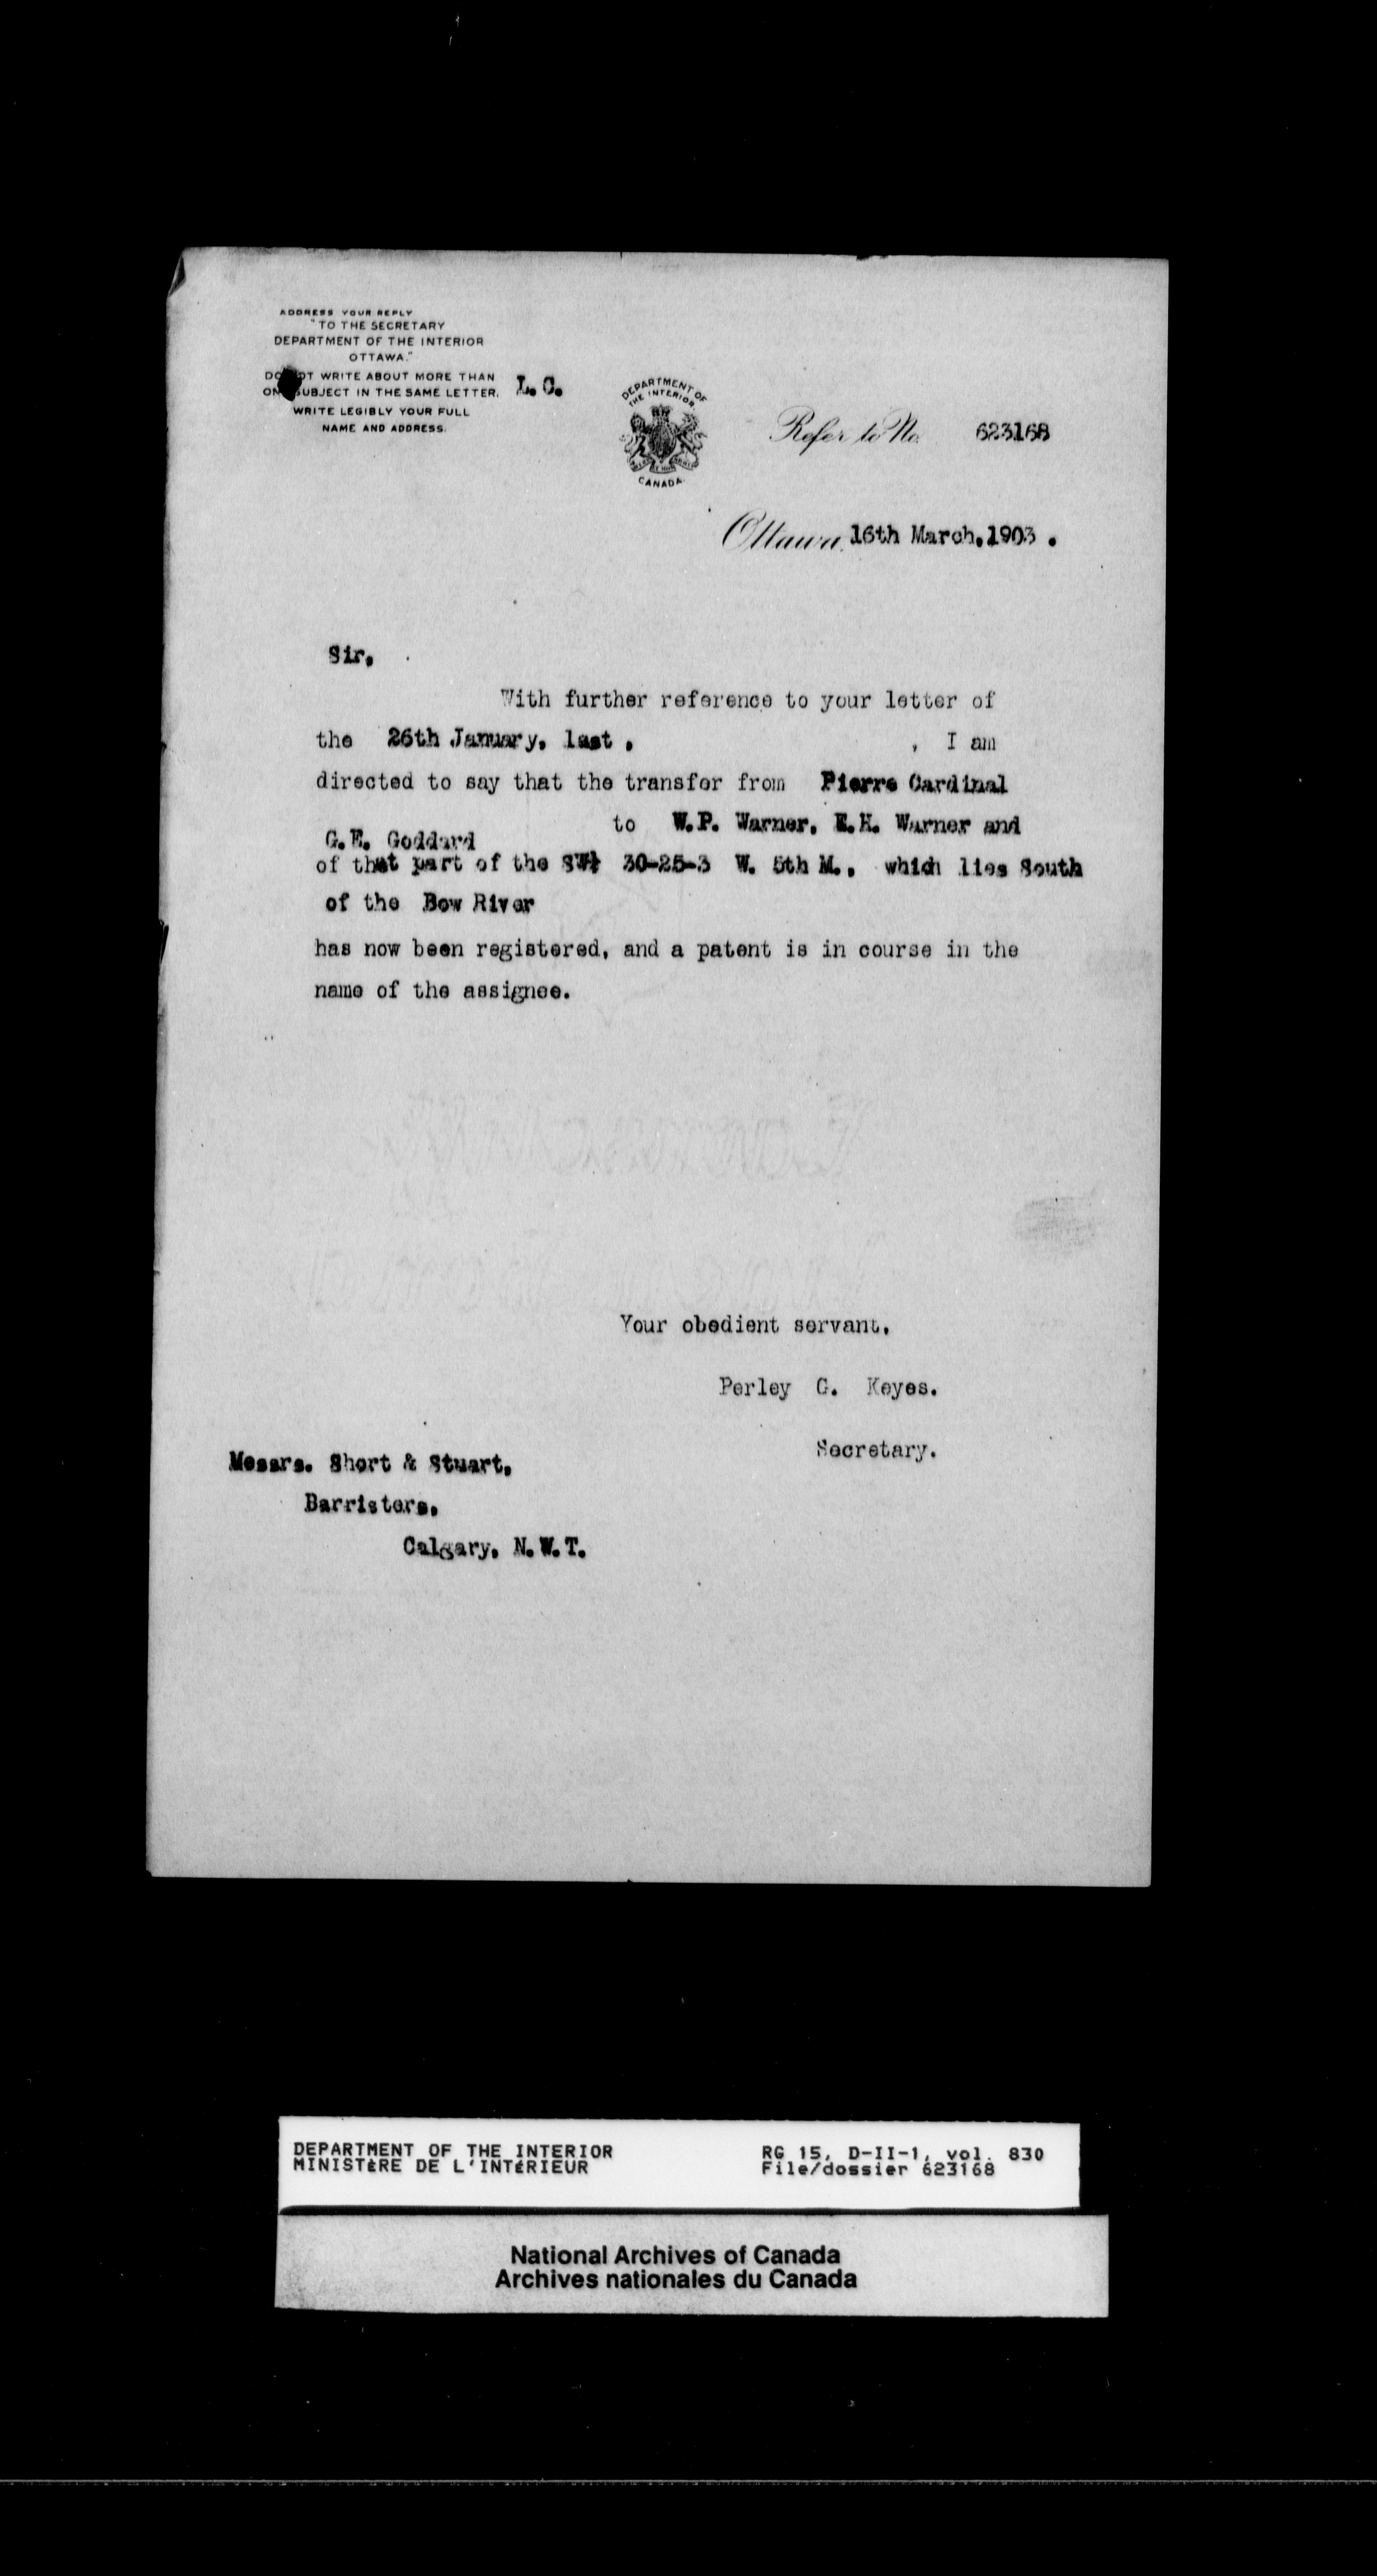 ADDRESS YOUR REPLY
"TO THE SECRETARY
DEPARTMENT OF THE INTERIOR
OTTAWA."
DO NOT WRITE ABOUT MORE THAN
ONE SUBJECT IN THE SAME LETTER.
WRITE LEGIBLY YOUR FULL
NAME AND ADDRESS.
L. C.
DEPARTMENT OF
THE INTERIOR
CANADA
Refer to No. 623168
Ottawa, 16th March, 1903 .
Sir,
With further reference to your letter of
the 26th January, last , , I am
directed to say that the transfer from Pierre Cardinal
to W.P. Warner, E.H. Warner and
G.E. Goddard
of that part of the SW¼ 30-25-3 W. 5th M., which lies South
of the Bow River
has now been registered, and a patent is in course in the
name of the assignee.
Your obedient servant,
Perley G. Keyes.
Secretary.
Messrs. Short & Stuart,
Barristers,
Calgary, N.W.T.
DEPARTMENT OF THE INTERIOR RG 15, D-II-1, vol. 830
MINISTèRE DE L'INTéRIEUR File/dossier 623168
National Archives of Canada
Archives nationales du Canada